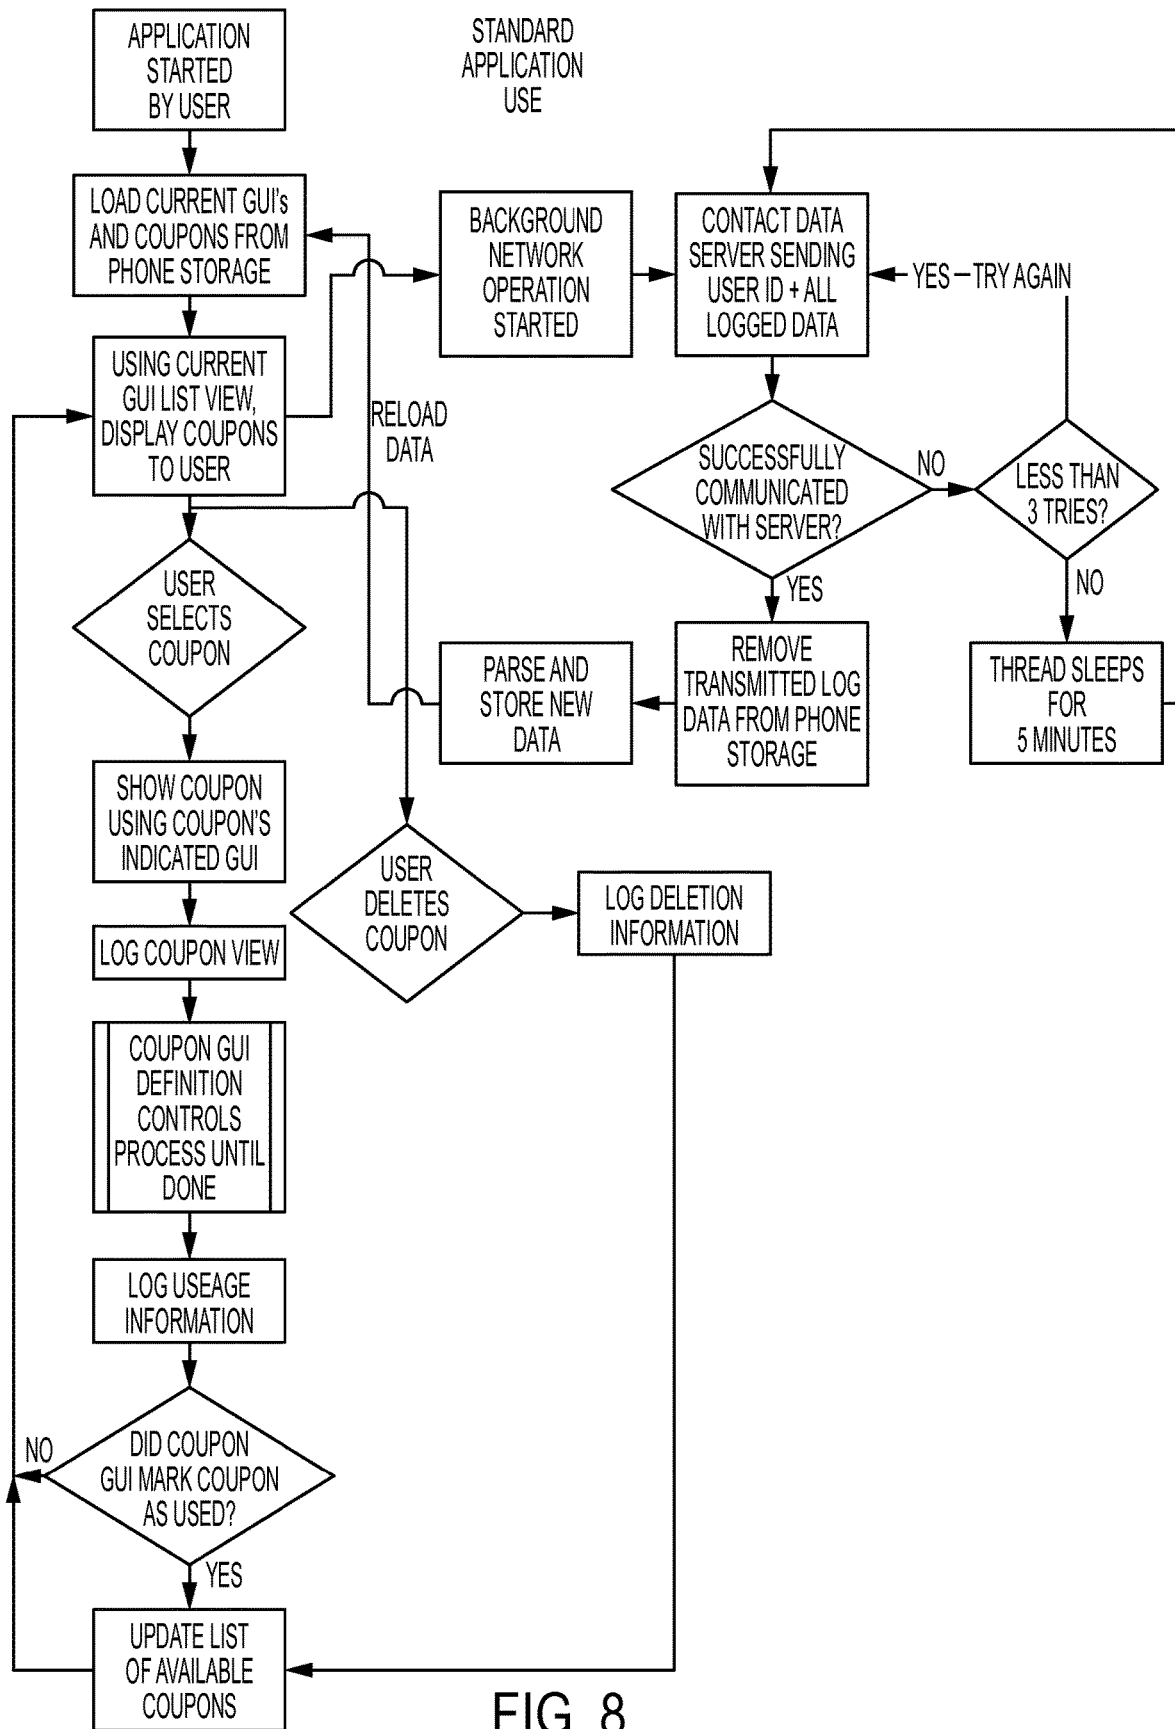 APPLICATION
STARTED
BY USER
STANDARD
APPLICATION
USE
LOAD CURRENT GUI's
AND COUPONS FROM
PHONE STORAGE
BACKGROUND
NETWORK
OPERATION
STARTED
CONTACT DATA
SERVER SENDING
USER ID + ALL
LOGGED DATA
YES – TRY AGAIN
USING CURRENT
GUI LIST VIEW,
DISPLAY COUPONS
TO USER
RELOAD
DATA
SUCCESSFULLY
COMMUNICATED
WITH SERVER?
NO
LESS THAN
3 TRIES?
YES
NO
USER
SELECTS
COUPON
PARSE AND
STORE NEW
DATA
REMOVE
TRANSMITTED LOG
DATA FROM PHONE
STORAGE
THREAD SLEEPS
FOR
5 MINUTES
SHOW COUPON
USING COUPON'S
INDICATED GUI
USER
DELETES
COUPON
LOG DELETION
INFORMATION
LOG COUPON VIEW
COUPON GUI
DEFINITION
CONTROLS
PROCESS UNTIL
DONE
LOG USEAGE
INFORMATION
NO
DID COUPON
GUI MARK COUPON
AS USED?
YES
UPDATE LIST
OF AVAILABLE
COUPONS
FIG. 8